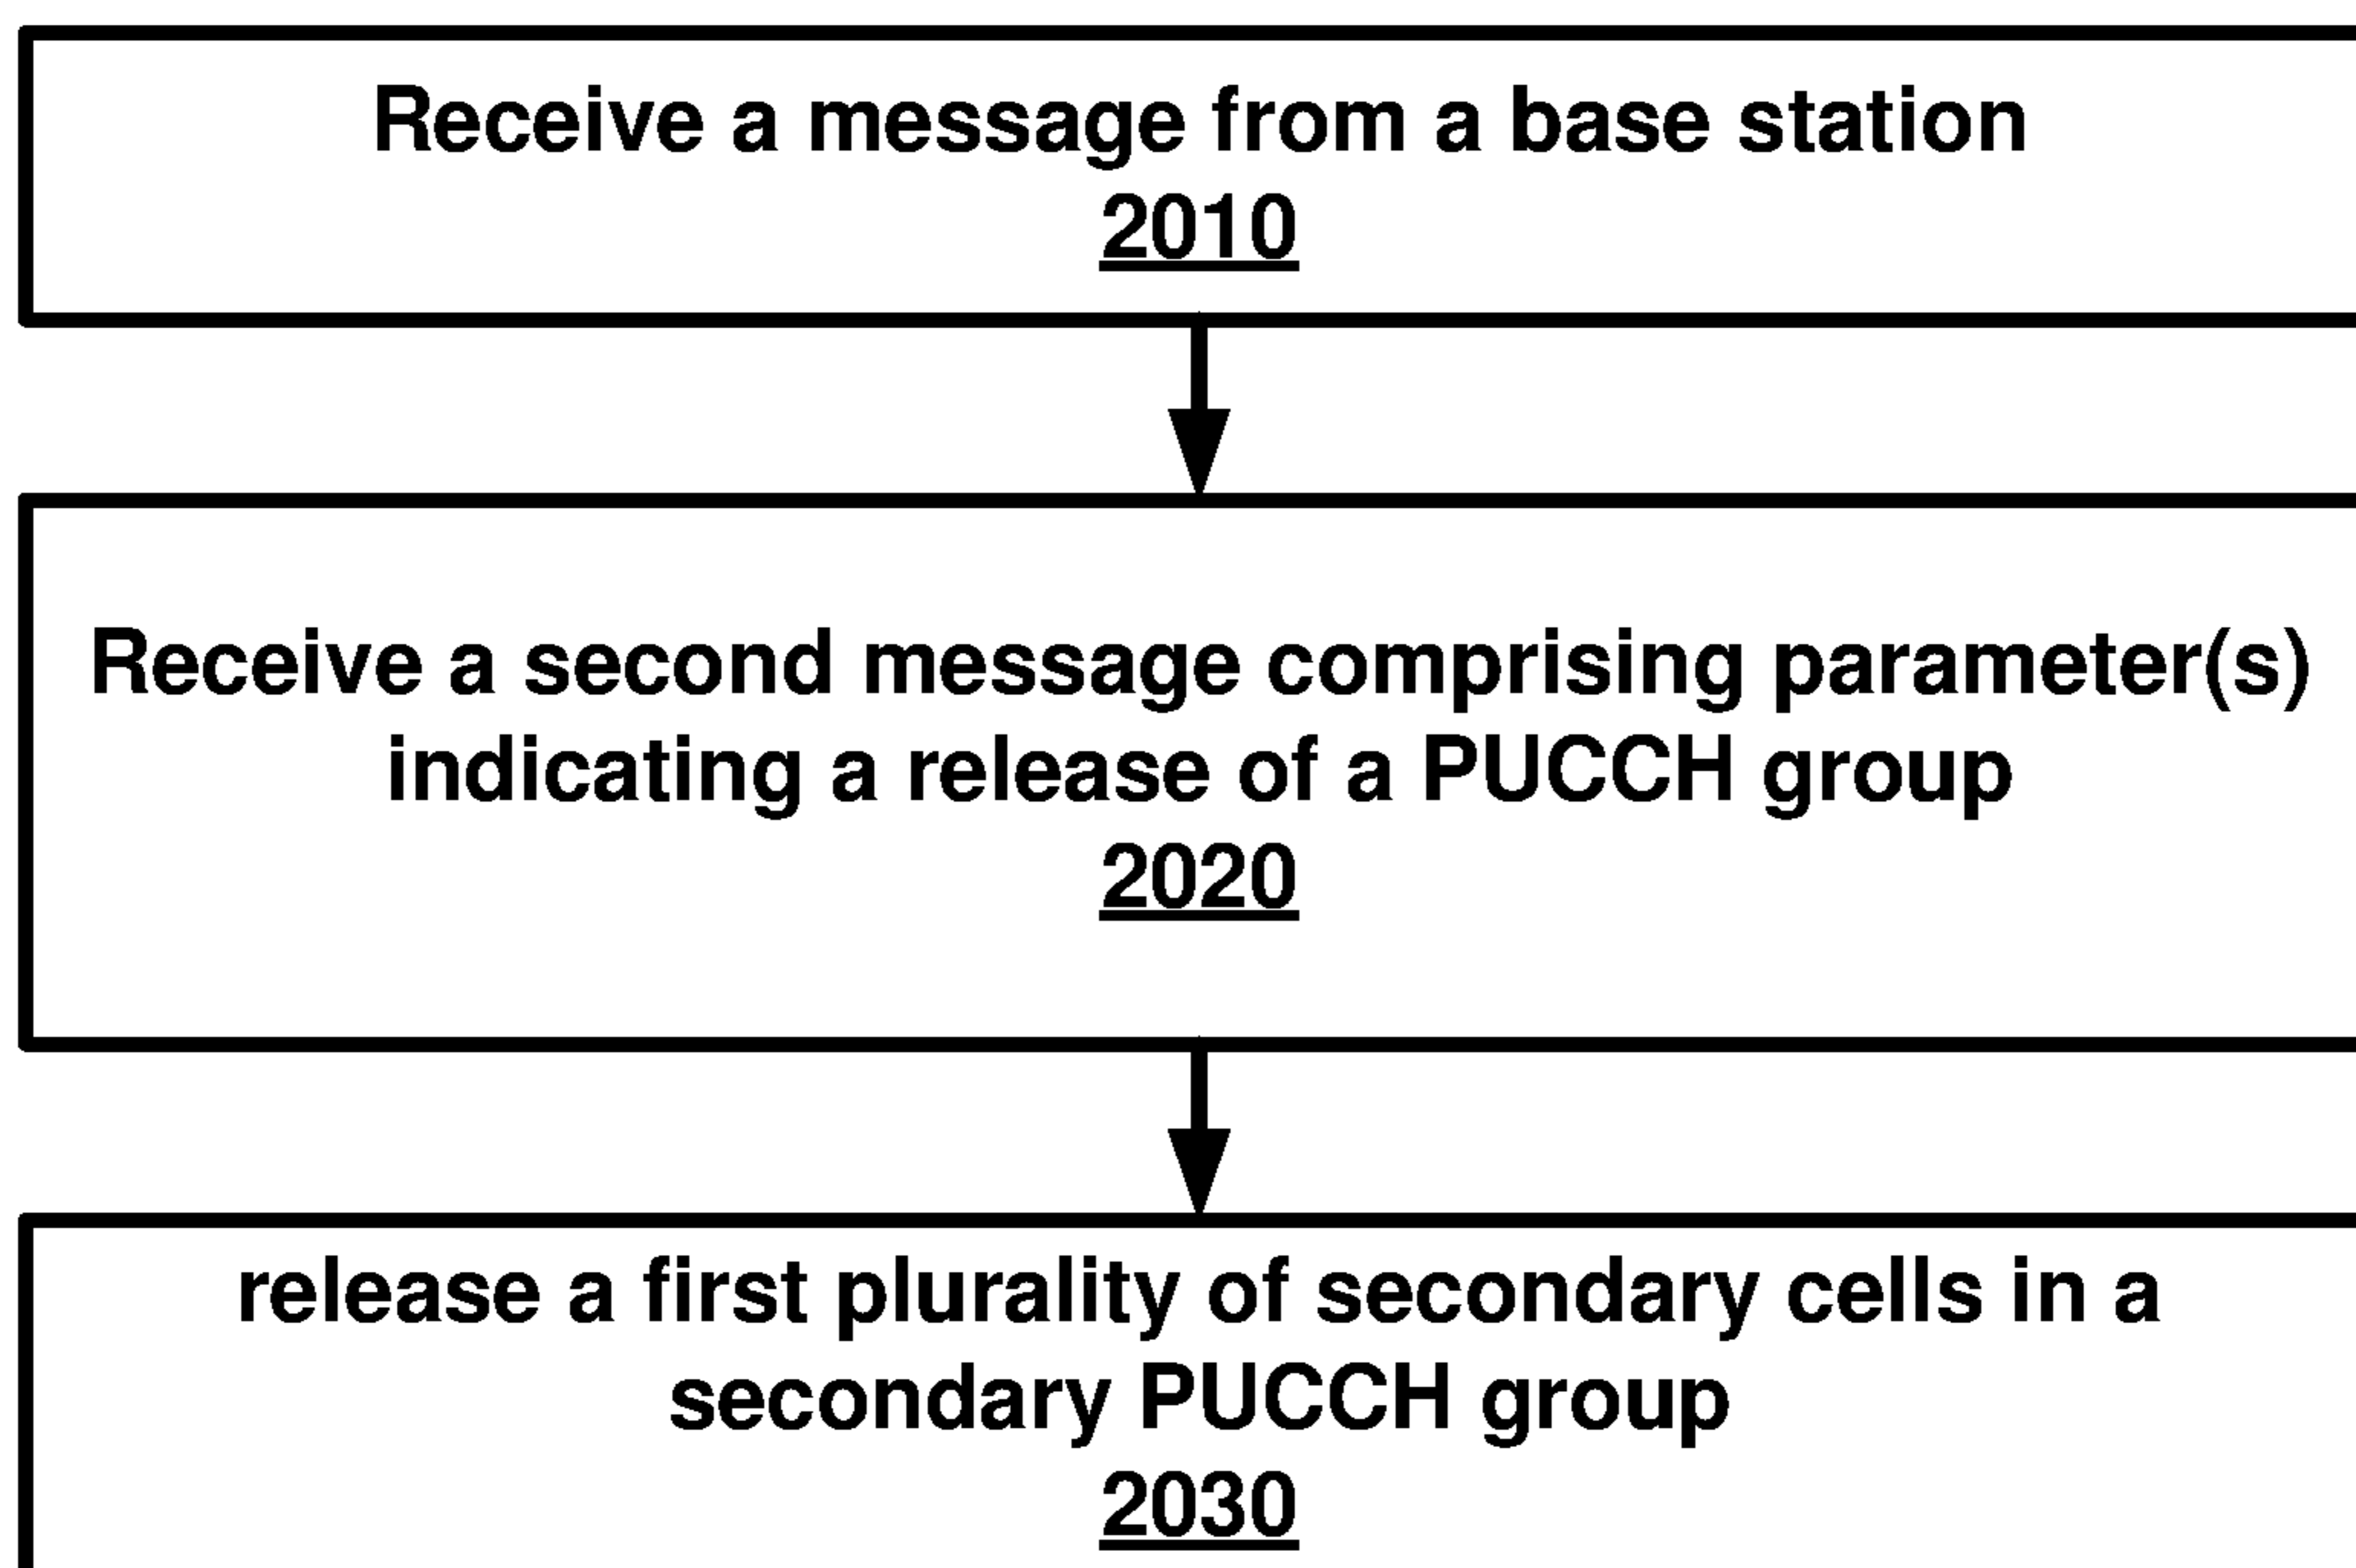 Receive a message from a base station
2010
Receive a second message comprising parameter(s)
indicating a release of a PUCCH group
2020
release a first plurality of secondary cells in a
secondary PUCCH group
2030